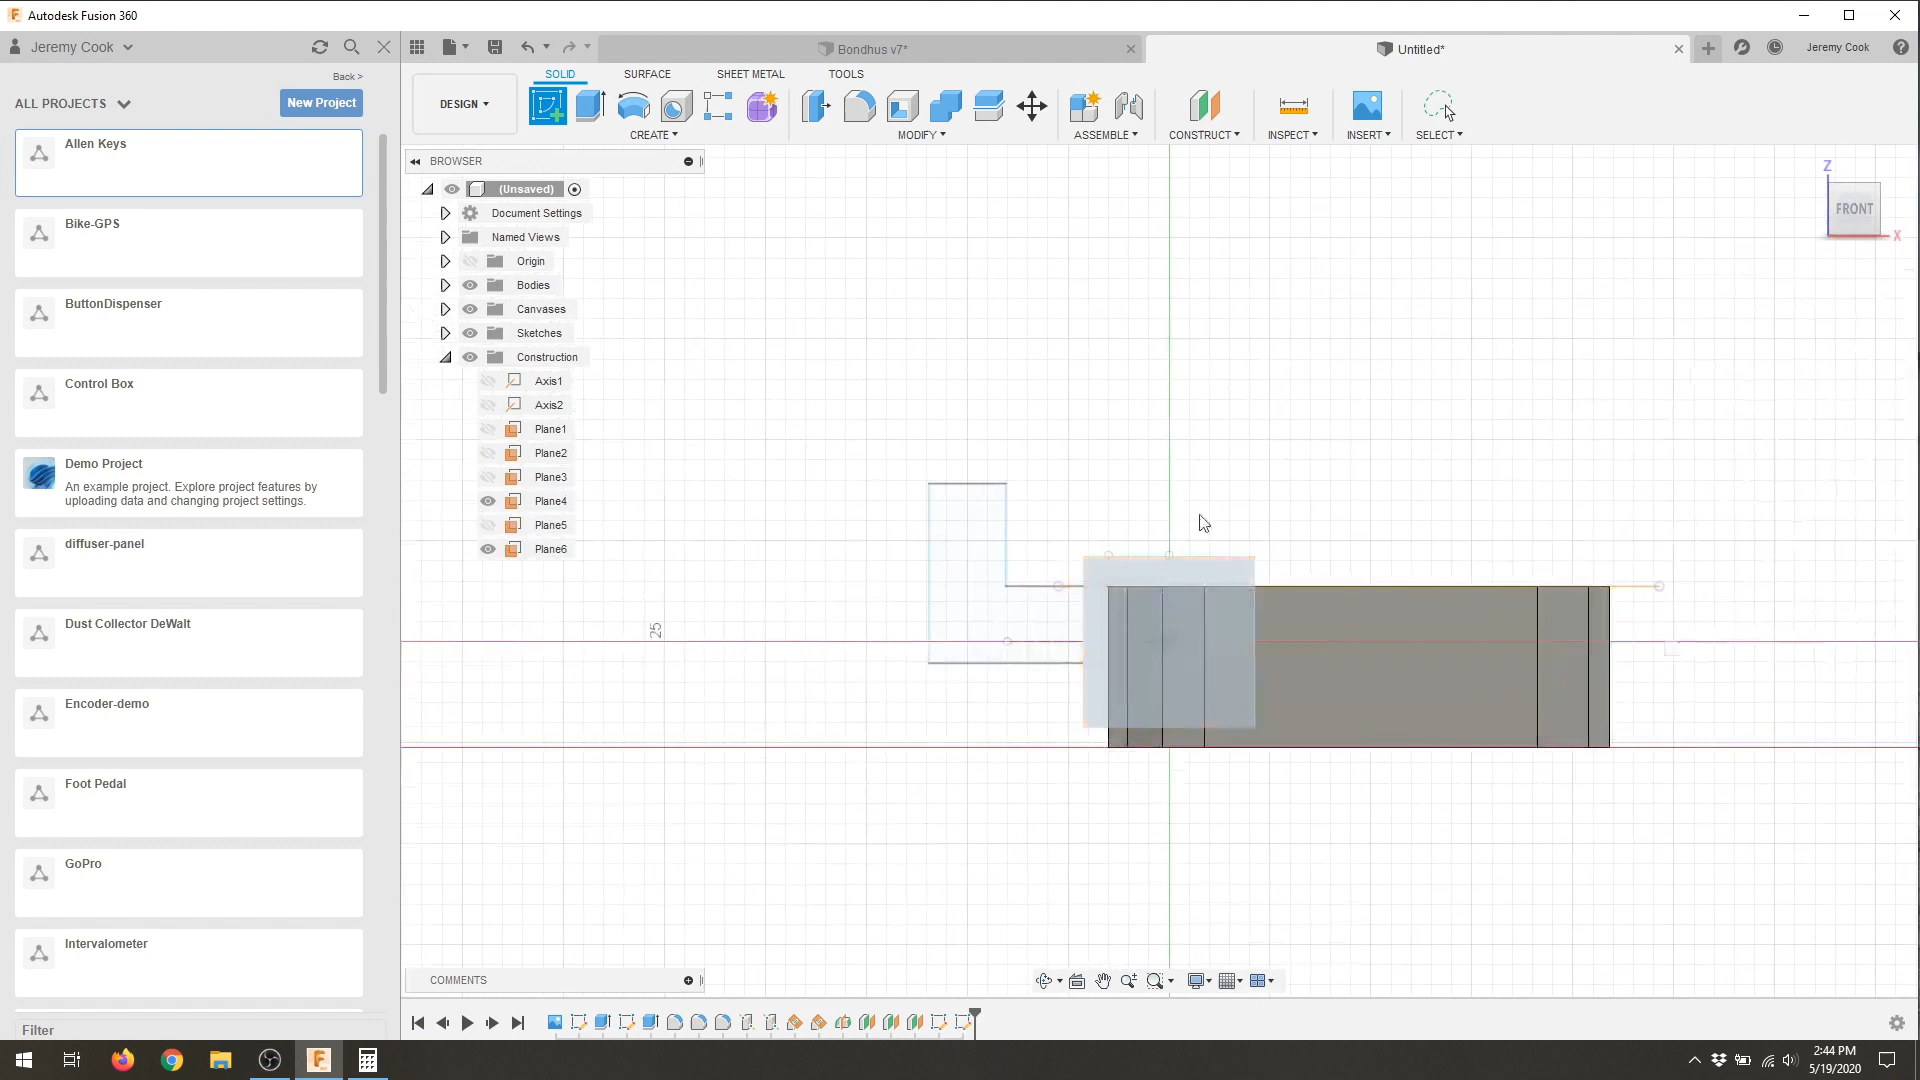 Autodesk Fusion 360
Jeremy Cook
Bondhus v7*
Untitled*
Jeremy Cook
Back >
ALL PROJECTS
New Project
Allen Keys
Bike-GPS
ButtonDispenser
Control Box
Demo Project
An example project. Explore project features by
uploading data and changing project settings.
diffuser-panel
Dust Collector DeWalt
Encoder-demo
Foot Pedal
GoPro
Intervalometer
Filter
DESIGN
SOLID
SURFACE
SHEET METAL
TOOLS
CREATE
MODIFY
ASSEMBLE
CONSTRUCT
INSPECT
INSERT
SELECT
BROWSER
(Unsaved)
Document Settings
Named Views
Origin
Bodies
Canvases
Sketches
Construction
Axis1
Axis2
Plane1
Plane2
Plane3
Plane4
Plane5
Plane6
25
Z
FRONT
X
COMMENTS
2:44 PM
5/19/2020